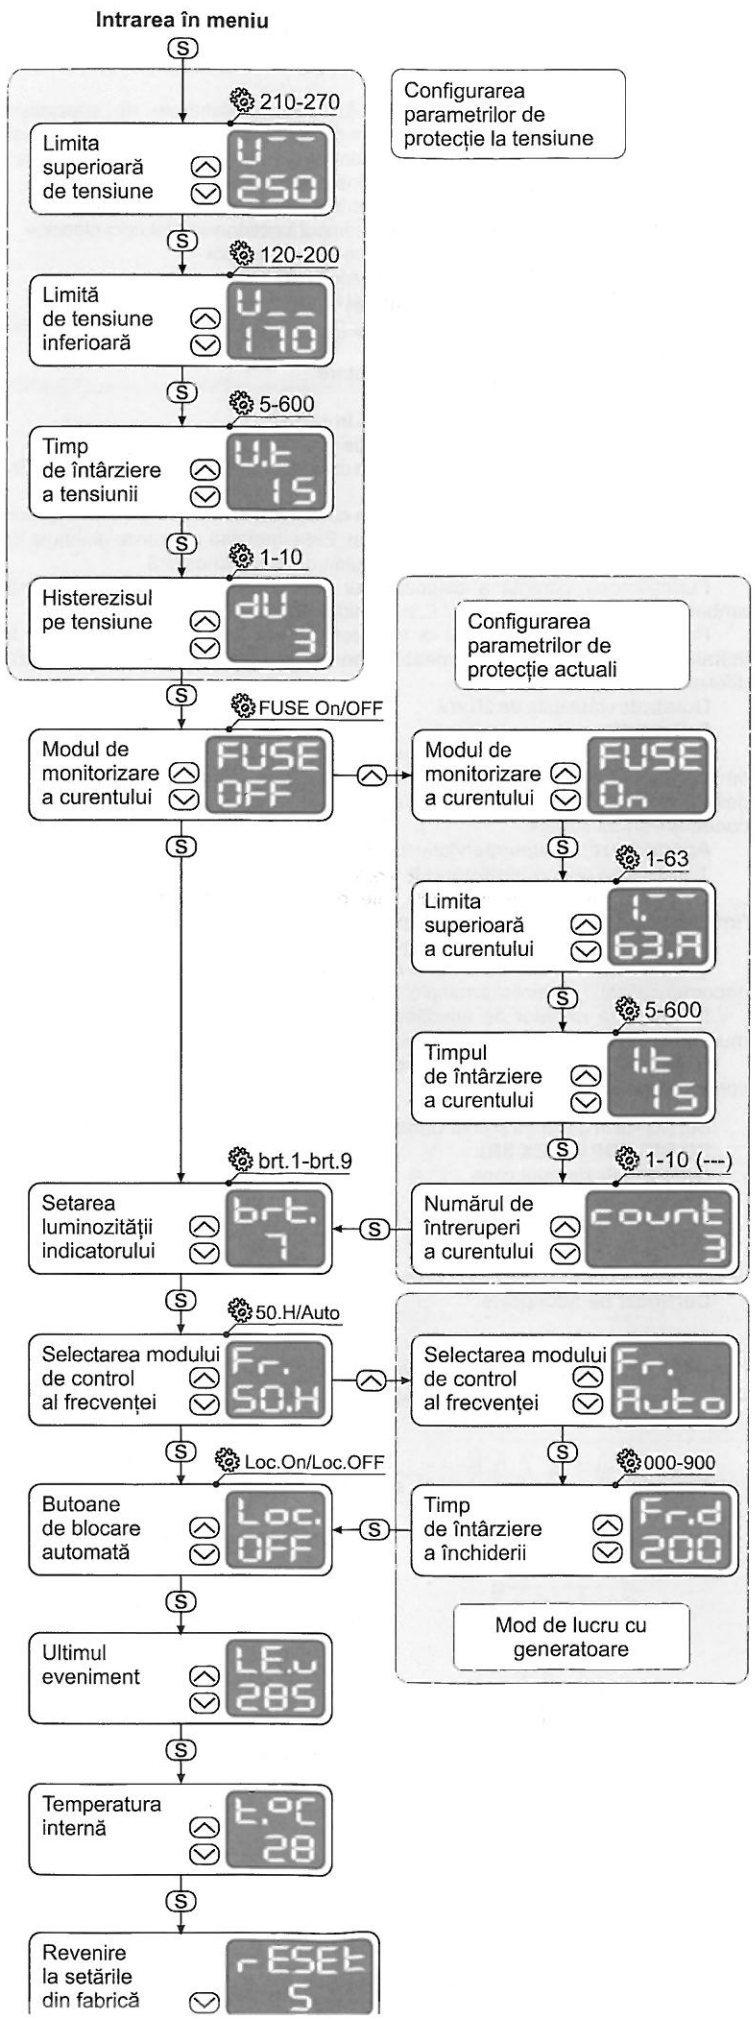 Intrarea în meniu
S
210-270
Configurarea
parametrilor de
protecție la tensiune
Limita
superioară
de tensiune
U¯¯
250
S
120-200
Limită
de tensiune
inferioară
U__
170
S
5-600
Timp
de întârziere
a tensiunii
U.t
15
S
1-10
Histerezisul
pe tensiune
dU
3
Configurarea
parametrilor de
protecție actuali
S
FUSE On/OFF
Modul de
monitorizare
a curentului
FUSE
OFF
Modul de
monitorizare
a curentului
FUSE
On
S
S
1-63
Limita
superioară
a curentului
I.¯¯
63.A
S
5-600
Timpul
de întârziere
a curentului
I.t
15
S
1-10 (---)
Numărul de
întreruperi
a curentului
count
3
brt.1-brt.9
Setarea
luminozității
indicatorului
brt.
7
S
S
50.H/Auto
Selectarea modului
de control
al frecvenței
Fr.
50.H
Selectarea modului
de control
al frecvenței
Fr.
Auto
S
S
Loc.On/Loc.OFF
000-900
Butoane
de blocare
automată
Loc.
OFF
S
Timp
de întârziere
a închiderii
Fr.d
200
Mod de lucru cu
generatoare
S
Ultimul
eveniment
LE.u
285
S
Temperatura
internă
t.°C
28
S
Revenire
la setările
din fabrică
rESEt
5